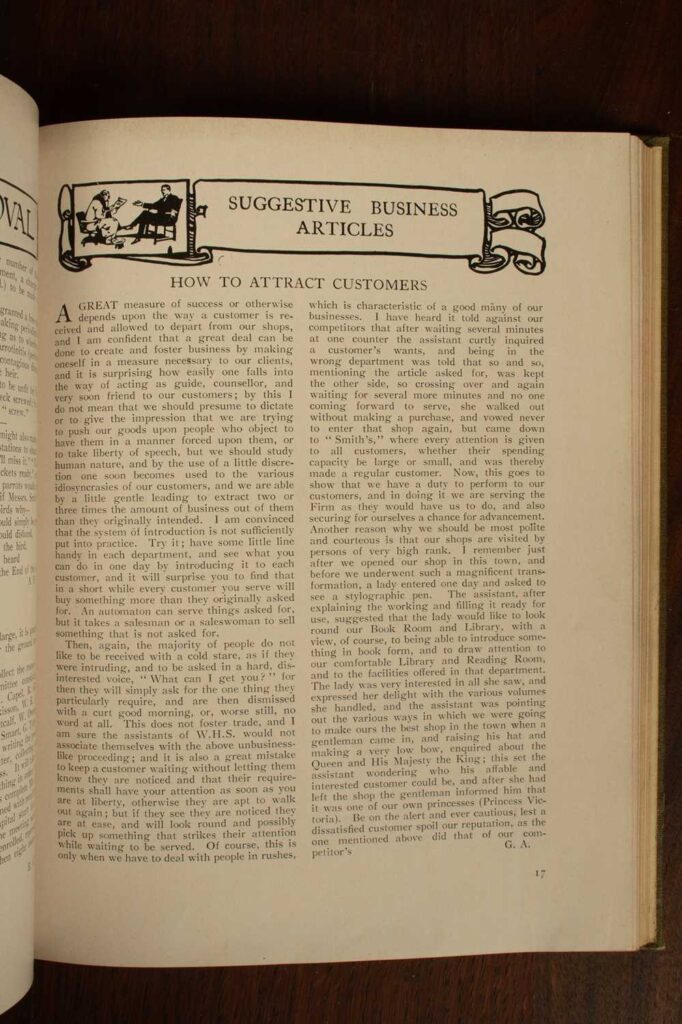 OVAL
number of
SUGGESTIVE BUSINESS
ARTICLES
HOW TO ATTRACT CUSTOMERS
A GREAT measure of success or otherwise
depends upon the way a customer is re-
ceived and allowed to depart from our shops,
and I am confident that a great deal can be
done to create and foster business by making
oneself in a measure necessary to our clients,
and it is surprising how easily one falls into
the way of acting as guide, counsellor, and
very soon friend to our customers; by this I
do not mean that we should presume to dictate
or to give the impression that we are trying
to push our goods upon people who object to
have them in a manner forced upon them, or
to take liberty of speech, but we should study
human nature, and by the use of a little discre-
tion one soon becomes used to the various
idiosyncrasies of our customers, and we are able
by a little gentle leading to extract two or
three times the amount of business out of them
than they originally intended. I am convinced
that the system of introduction is not sufficiently
put into practice. Try it; have some little line
handy in each department, and see what you
can do in one day by introducing it to each
customer, and it will surprise you to find that
in a short while every customer you serve will
buy something more than they originally asked
for. An automaton can serve things asked for,
but it takes a salesman or a saleswoman to sell
something that is not asked for.
Then, again, the majority of people do not
like to be received with a cold stare, as if they
were intruding, and to be asked in a hard, dis-
interested voice, "What can I get you?" for
then they will simply ask for the one thing they
particularly require, and are then dismissed
with a curt good morning, or, worse still, no
word at all. This does not foster trade, and I
am sure the assistants of W.H.S. would not
associate themselves with the above unbusiness-
like proceeding; and it is also a great mistake
to keep a customer waiting without letting them
know they are noticed and that their require-
ments shall have your attention as soon as you
are at liberty, otherwise they are apt to walk
out again; but if they see they are noticed they
are at ease, and will look round and possibly
pick up something that strikes their attention
while waiting to be served. Of course, this is
only when we have to deal with people in rushes,
which is characteristic of a good many of our
businesses. I have heard it told against our
competitors that after waiting several minutes
at one counter the assistant curtly inquired
a customer's wants, and being in the
wrong department was told that so and so,
mentioning the article asked for, was kept
the other side, so crossing over and again
waiting for several more minutes and no one
coming forward to serve, she walked out
without making a purchase, and vowed never
to enter that shop again, but came down
to "Smith's," where every attention is given
to all customers, whether their spending
capacity be large or small, and was thereby
made a regular customer. Now, this goes to
show that we have a duty to perform to our
customers, and in doing it we are serving the
Firm as they would have us to do, and also
securing for ourselves a chance for advancement.
Another reason why we should be most polite
and courteous is that our shops are visited by
persons of very high rank. I remember just
after we opened our shop in this town, and
before we underwent such a magnificent trans-
formation, a lady entered one day and asked to
see a stylographic pen. The assistant, after
explaining the working and filling it ready for
use, suggested that the lady would like to look
round our Book Room and Library, with a
view, of course, to being able to introduce some-
thing in book form, and to draw attention to
our comfortable Library and Reading Room,
and to the facilities offered in that department.
The lady was very interested in all she saw, and
expressed her delight with the various volumes
she handled, and the assistant was pointing
out the various ways in which we were going
to make ours the best shop in the town when a
gentleman came in, and raising his hat and
making a very low bow, enquired about the
Queen and His Majesty the King; this set the
assistant wondering who his affable and
interested customer could be, and after she had
left the shop the gentleman informed him that
it was one of our own princesses (Princess Vic-
toria). Be on the alert and ever cautious, lest a
dissatisfied customer spoil our reputation, as the
one mentioned above did that of our com-
petitor's G. A.
17